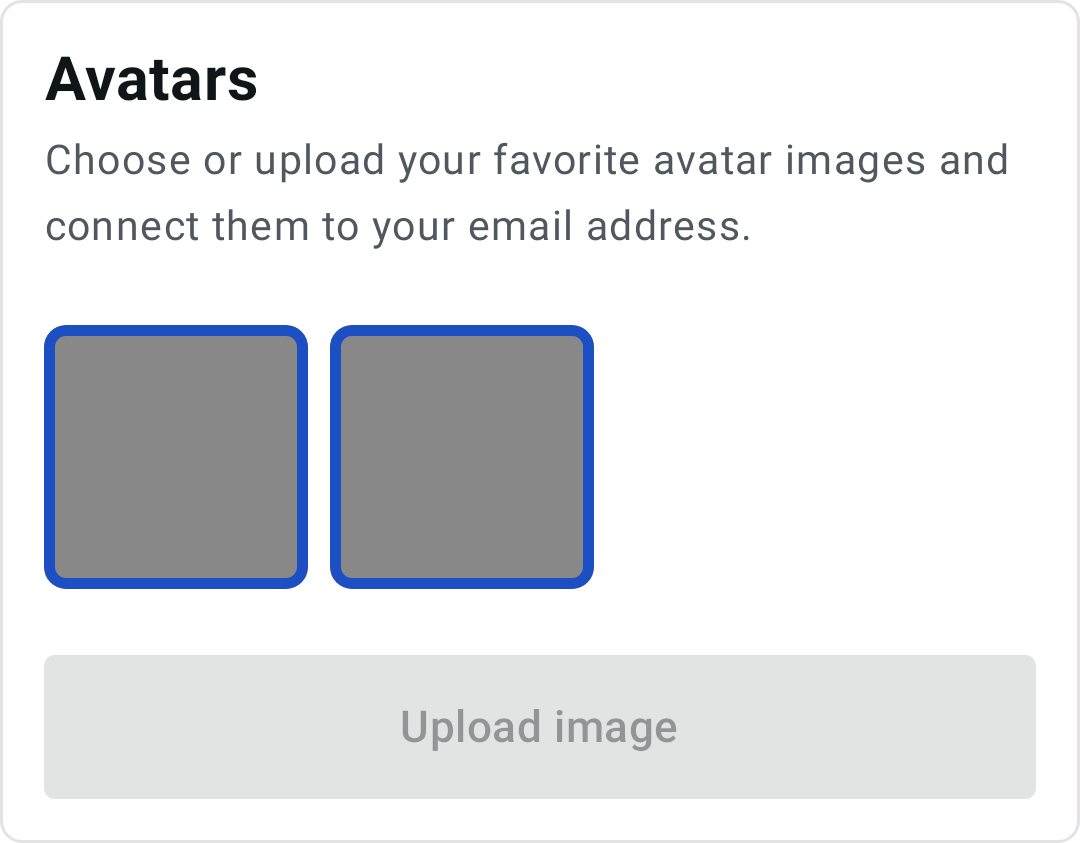 Avatars
Choose or upload your favorite avatar images and
connect them to your email address.
Upload image